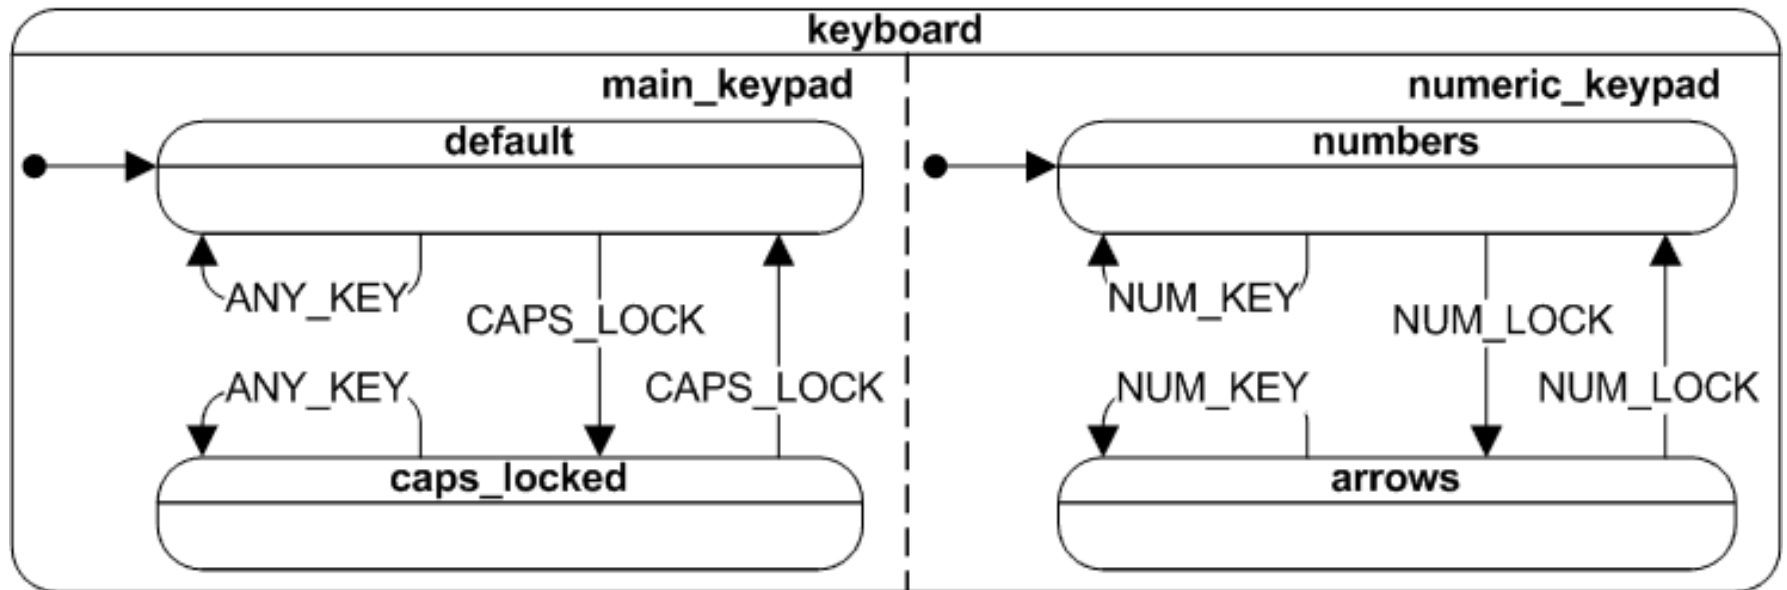 keyboard
main_keypad
default
ANY_KEY
CAPS_LOCK
ANY_KEY
CAPS_LOCK
caps_locked
numeric_keypad
numbers
NUM_KEY
NUM_LOCK
NUM_KEY
NUM_LOCK
arrows